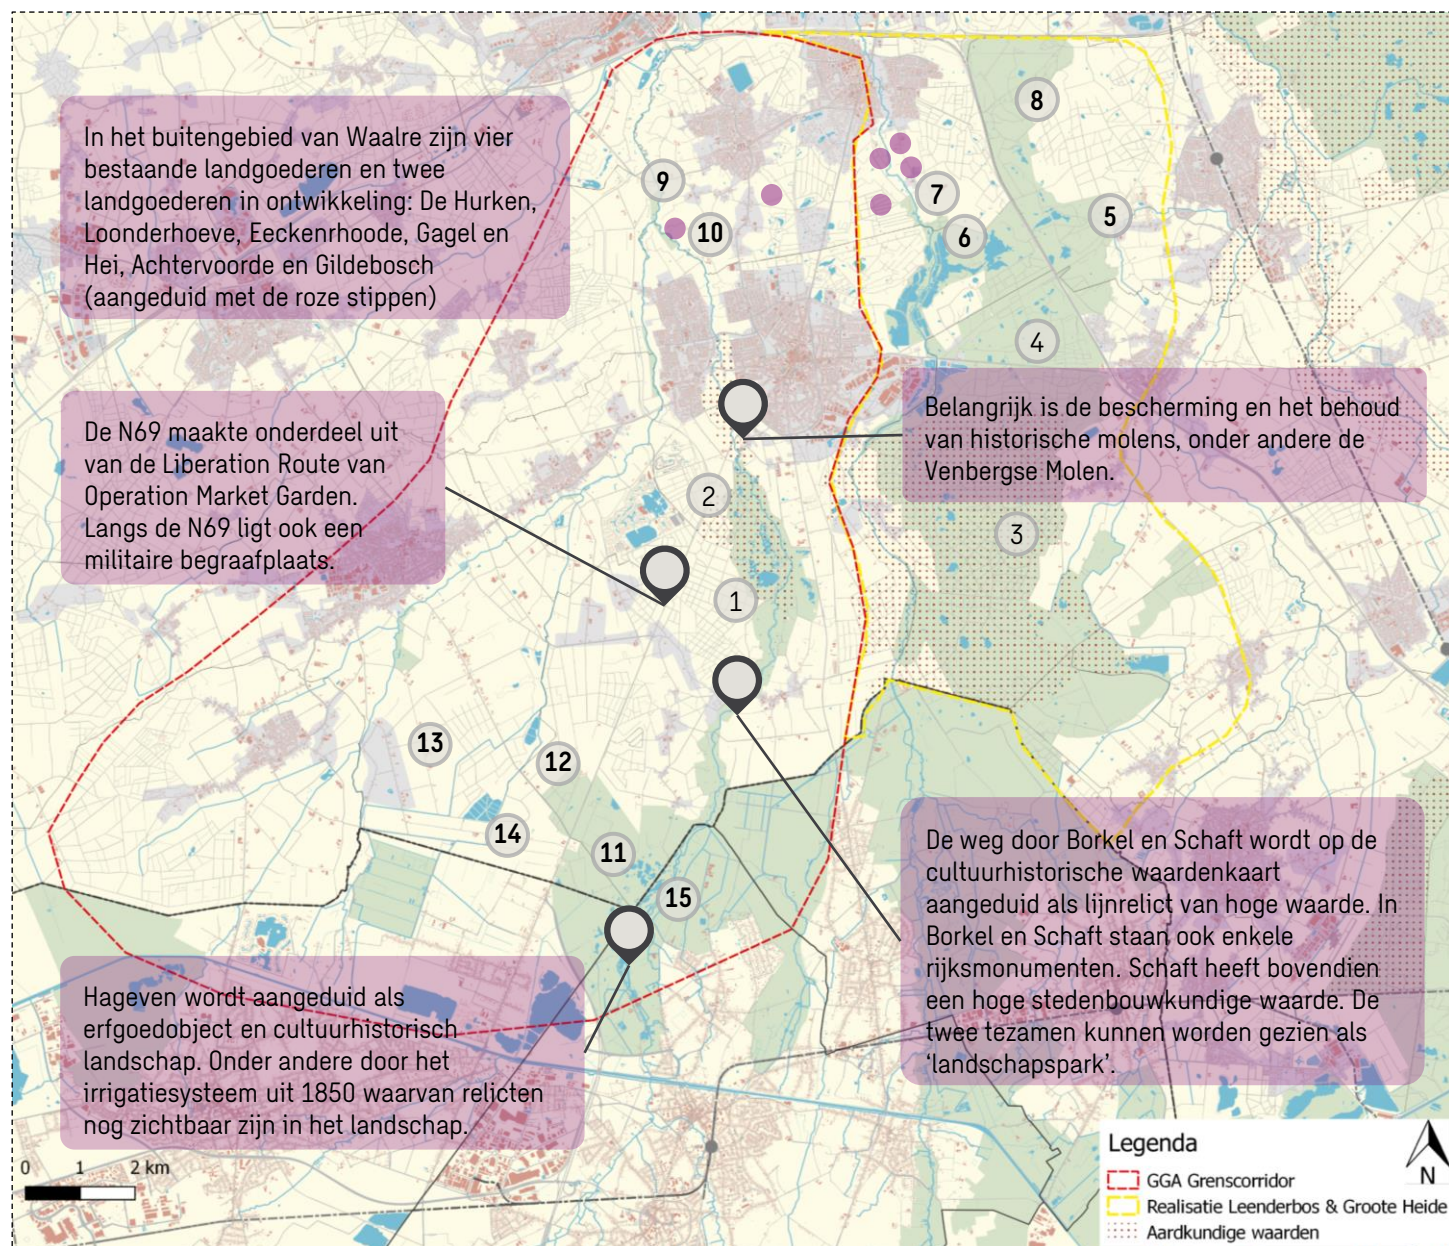 In het buitengebied van Waalre zijn vier
bestaande landgoederen en twee
landgoederen in ontwikkeling: De Hurken,
Loonderhoeve, Eeckenrhoode, Gagel en
Hei, Achtervoorde en Gildebosch
(aangeduid met de roze stippen)
8
9
10
7
6
5
4
De N69 maakte onderdeel uit
van de Liberation Route van
Operation Market Garden.
Langs de N69 ligt ook een
militaire begraafplaats.
Belangrijk is de bescherming en het behoud
van historische molens, onder andere de
Venbergse Molen.
2
3
1
13
12
14
11
15
De weg door Borkel en Schaft wordt op de
cultuurhistorische waardenkaart
aangeduid als lijnrelict van hoge waarde. In
Borkel en Schaft staan ook enkele
rijksmonumenten. Schaft heeft bovendien
een hoge stedenbouwkundige waarde. De
twee tezamen kunnen worden gezien als
‘landschapspark’.
Hageven wordt aangeduid als
erfgoedobject en cultuurhistorisch
landschap. Onder andere door het
irrigatiesysteem uit 1850 waarvan relicten
nog zichtbaar zijn in het landschap.
0 1 2 km
Legenda
GGA Grenscorridor
Realisatie Leenderbos & Groote Heide
Aardkundige waarden
N